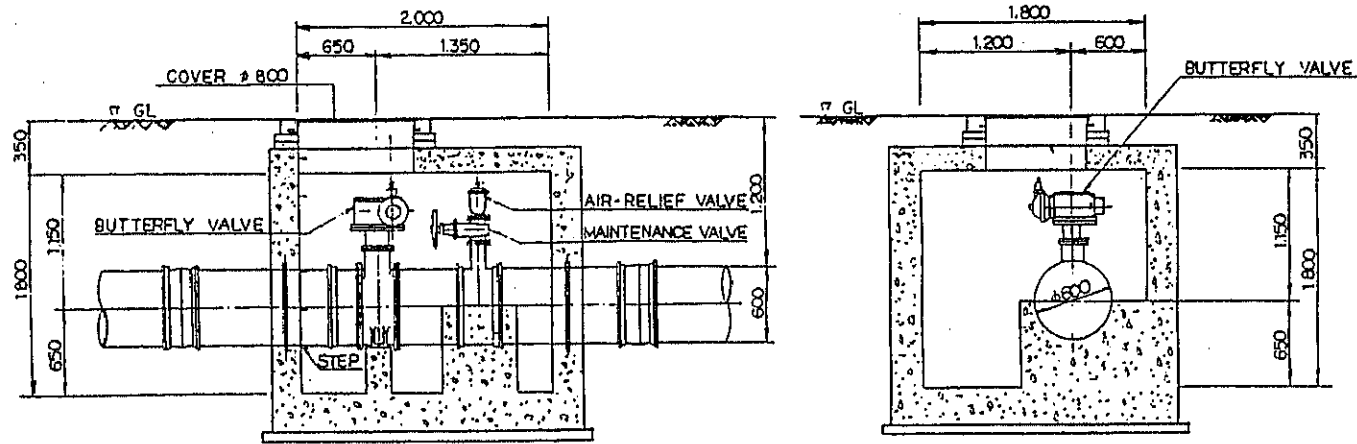 2.000
650
1.350
COVER φ 800
GL
350
1.150
1800
650
BUTTERFLY VALVE
AIR-RELIEF VALVE
MAINTENANCE VALVE
STEP
1.200
600
1.800
1.200
600
BUTTERFLY VALVE
GL
φ600
350
1.150
1.800
650